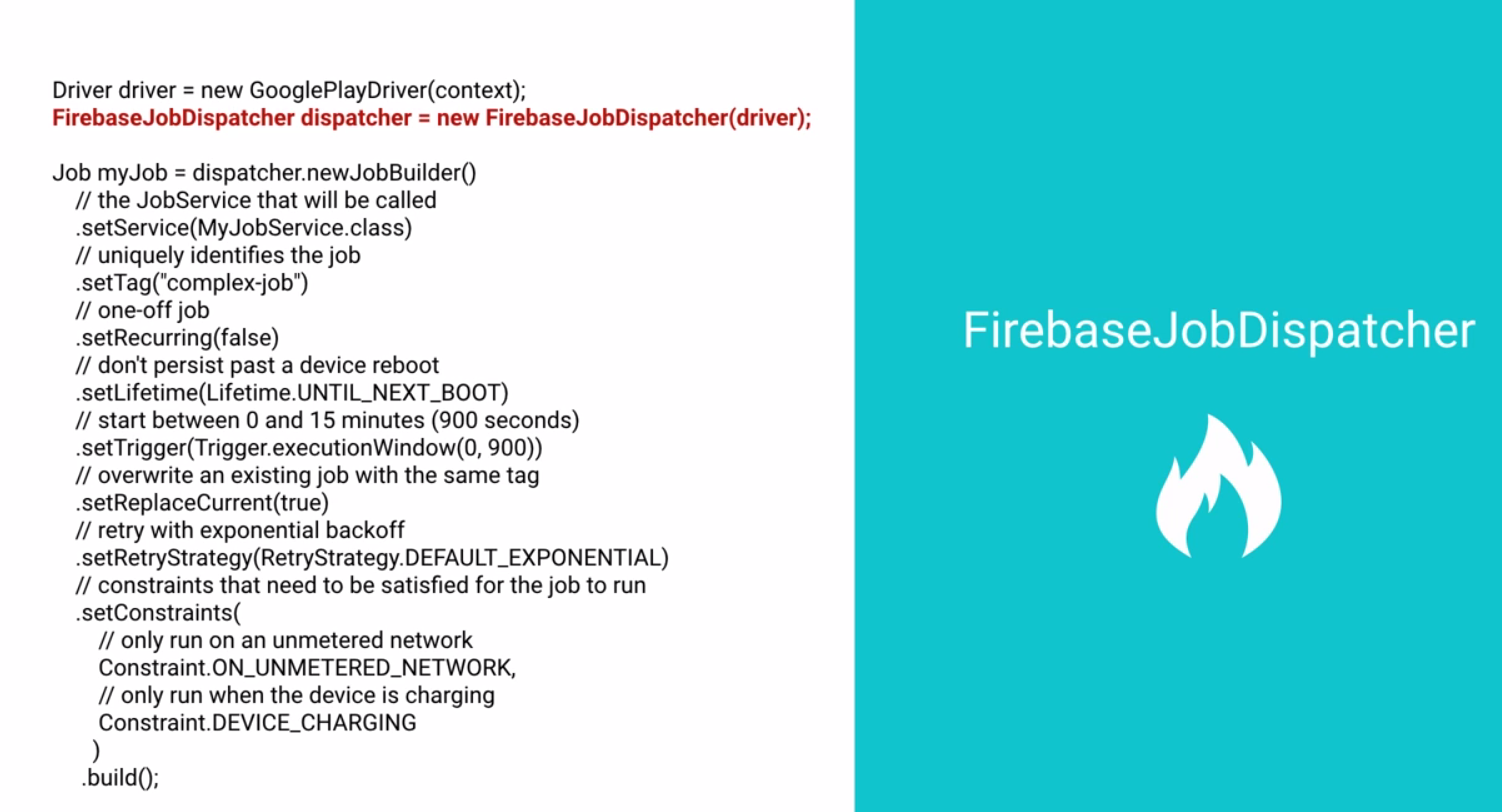 Driver driver = new GooglePlayDriver(context);
FirebaseJobDispatcher dispatcher = new FirebaseJobDispatcher(driver);
Job myJob = dispatcher.newJobBuilder()
// the JobService that will be called
.setService(MyJobService.class)
// uniquely identifies the job
.setTag("complex-job")
// one-off job
.setRecurring(false)
// don't persist past a device reboot
.setLifetime(Lifetime.UNTIL_NEXT_BOOT)
// start between 0 and 15 minutes (900 seconds)
.setTrigger(Trigger.executionWindow(0, 900))
// overwrite an existing job with the same tag
.setReplaceCurrent(true)
// retry with exponential backoff
.setRetryStrategy(RetryStrategy.DEFAULT_EXPONENTIAL)
// constraints that need to be satisfied for the job to run
.setConstraints(
// only run on an unmetered network
Constraint.ON_UNMETERED_NETWORK,
// only run when the device is charging
Constraint.DEVICE_CHARGING
)
.build();
FirebaseJobDispatcher